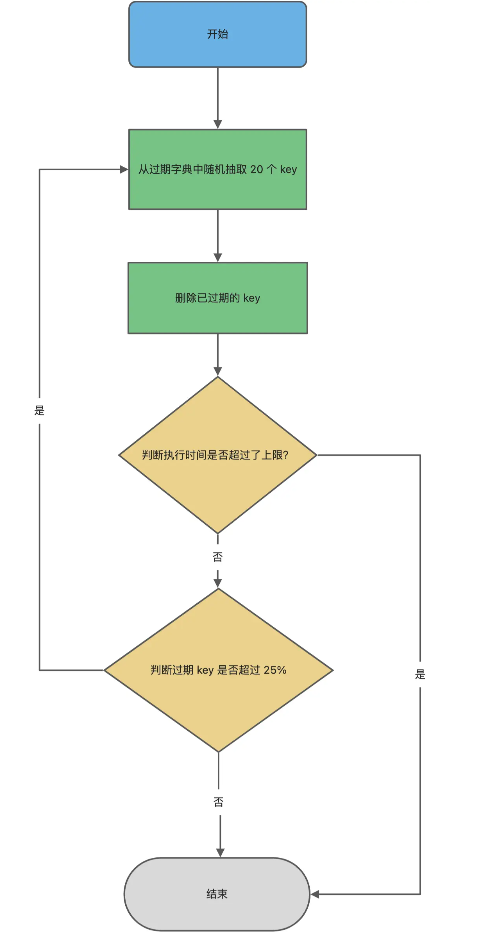 开始
从过期字典中随机抽取 20 个 key
删除已过期的 key
是
判断执行时间是否超过了上限?
否
判断过期 key 是否超过 25%
是
否
结束